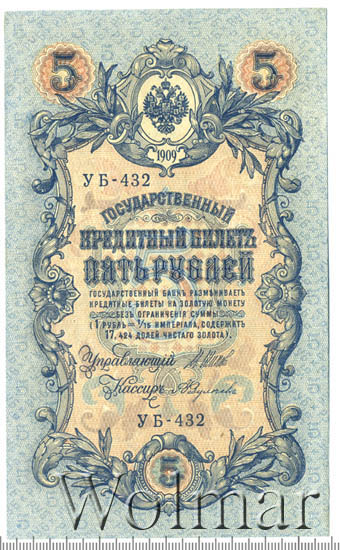 5 5
1909
УБ-432
ГОСУДАРСТВЕННЫЙ
КРЕДИТНЫЙ БИЛЕТЪ
ПЯТЬ РУБЛЕЙ
ГОСУДАРСТВЕННЫЙ БАНКЪ РАЗМѢНИВАЕТЪ
КРЕДИТНЫЕ БИЛЕТЫ НА ЗОЛОТУЮ МОНЕТУ
БЕЗЪ ОГРАНИЧЕНІЯ СУММЫ
(1 РУБЛЬ = 1/15 ИМПЕРІАЛА, СОДЕРЖИТЪ
17,424 ДОЛЕЙ ЧИСТАГО ЗОЛОТА).
Управляющій
Кассиръ
УБ-432
5
Wolmar